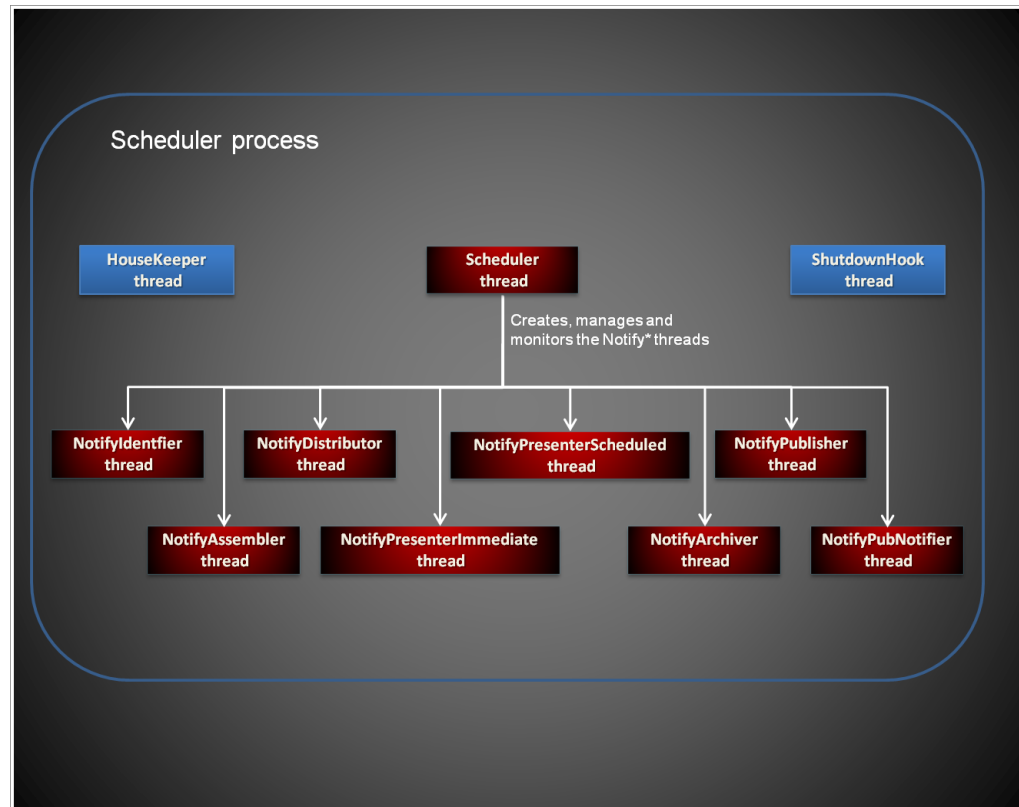 Scheduler process
HouseKeeper
thread
Scheduler
thread
ShutdownHook
thread
Creates, manages and
monitors the Notify* threads
NotifyIdentfier
thread
NotifyDistributor
thread
NotifyPresenterScheduled
thread
NotifyPublisher
thread
NotifyAssembler
thread
NotifyPresenterImmediate
thread
NotifyArchiver
thread
NotifyPubNotifier
thread